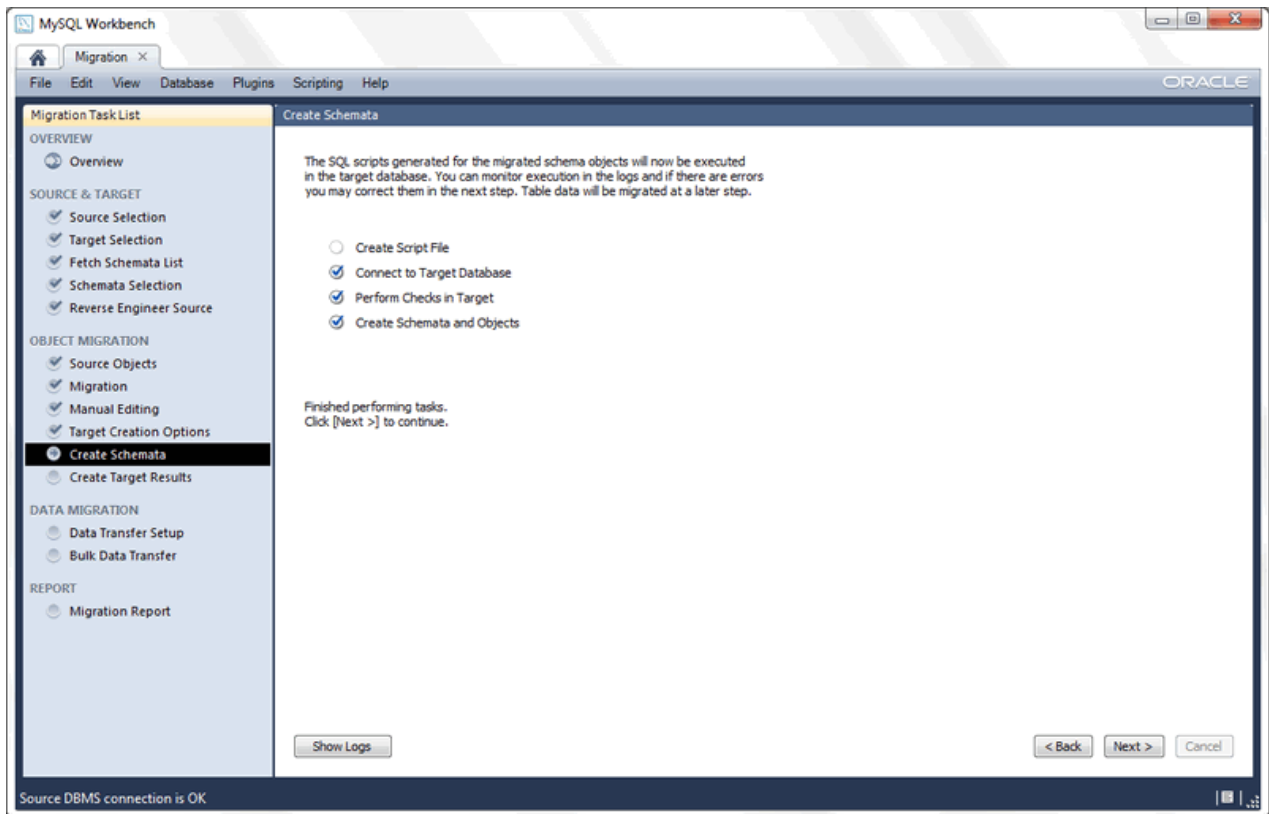 MySQL Workbench
Migration
File Edit View Database Plugins Scripting Help
ORACLE
Migration Task List
OVERVIEW
Overview
SOURCE & TARGET
Source Selection
Target Selection
Fetch Schemata List
Schemata Selection
Reverse Engineer Source
OBJECT MIGRATION
Source Objects
Migration
Manual Editing
Target Creation Options
Create Schemata
Create Target Results
DATA MIGRATION
Data Transfer Setup
Bulk Data Transfer
REPORT
Migration Report
Create Schemata
The SQL scripts generated for the migrated schema objects will now be executed
in the target database. You can monitor execution in the logs and if there are errors
you may correct them in the next step. Table data will be migrated at a later step.
Create Script File
Connect to Target Database
Perform Checks in Target
Create Schemata and Objects
Finished performing tasks.
Click [Next >] to continue.
Show Logs
< Back Next > Cancel
Source DBMS connection is OK